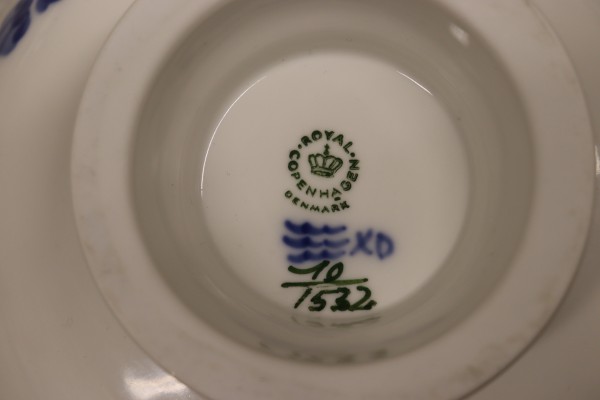 ROYAL
COPENHAGEN
DENMARK
XD
10
1532